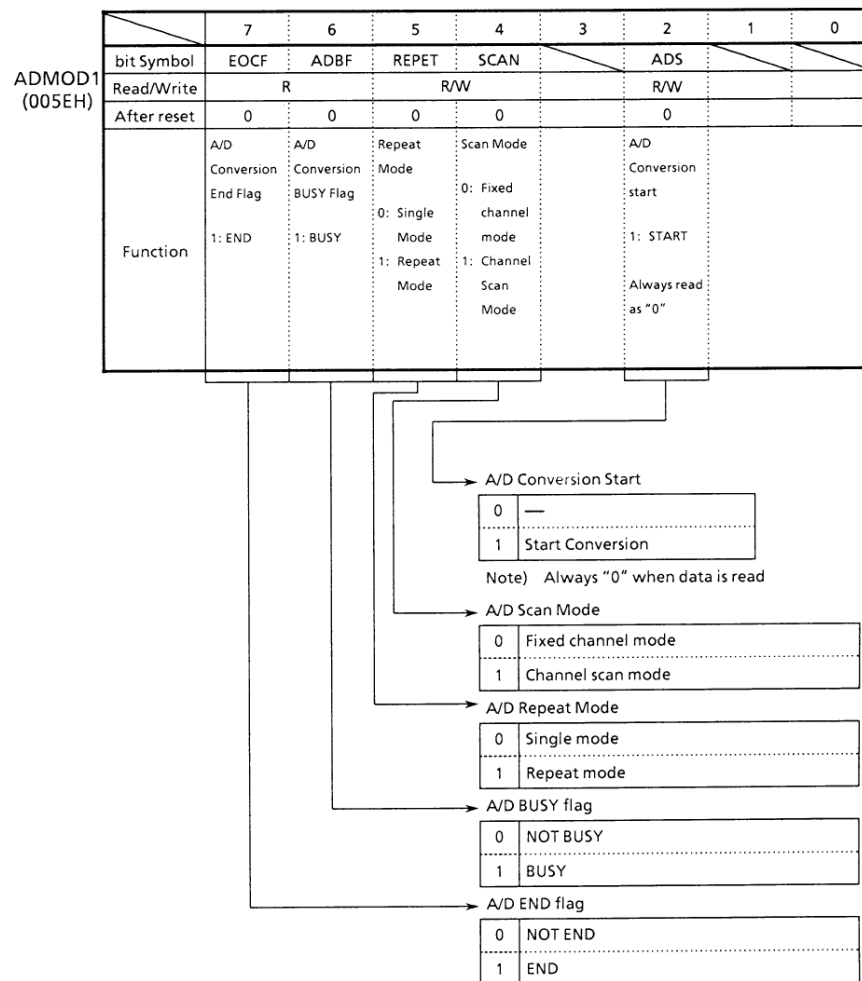 7 6 5 4 3 2 1 0
bit Symbol EOCF ADBF REPET SCAN ADS
ADMOD1
(005EH)
Read/Write R R/W R/W
After reset 0 0 0 0 0
Function
A/D
Conversion
End Flag
1: END
A/D
Conversion
BUSY Flag
1: BUSY
Repeat
Mode
0: Single
Mode
1: Repeat
Mode
Scan Mode
0: Fixed
channel
mode
1: Channel
Scan
Mode
A/D
Conversion
start
1: START
Always read
as "0"
A/D Conversion Start
0 —
1 Start Conversion
Note) Always "0" when data is read
A/D Scan Mode
0 Fixed channel mode
1 Channel scan mode
A/D Repeat Mode
0 Single mode
1 Repeat mode
A/D BUSY flag
0 NOT BUSY
1 BUSY
A/D END flag
0 NOT END
1 END